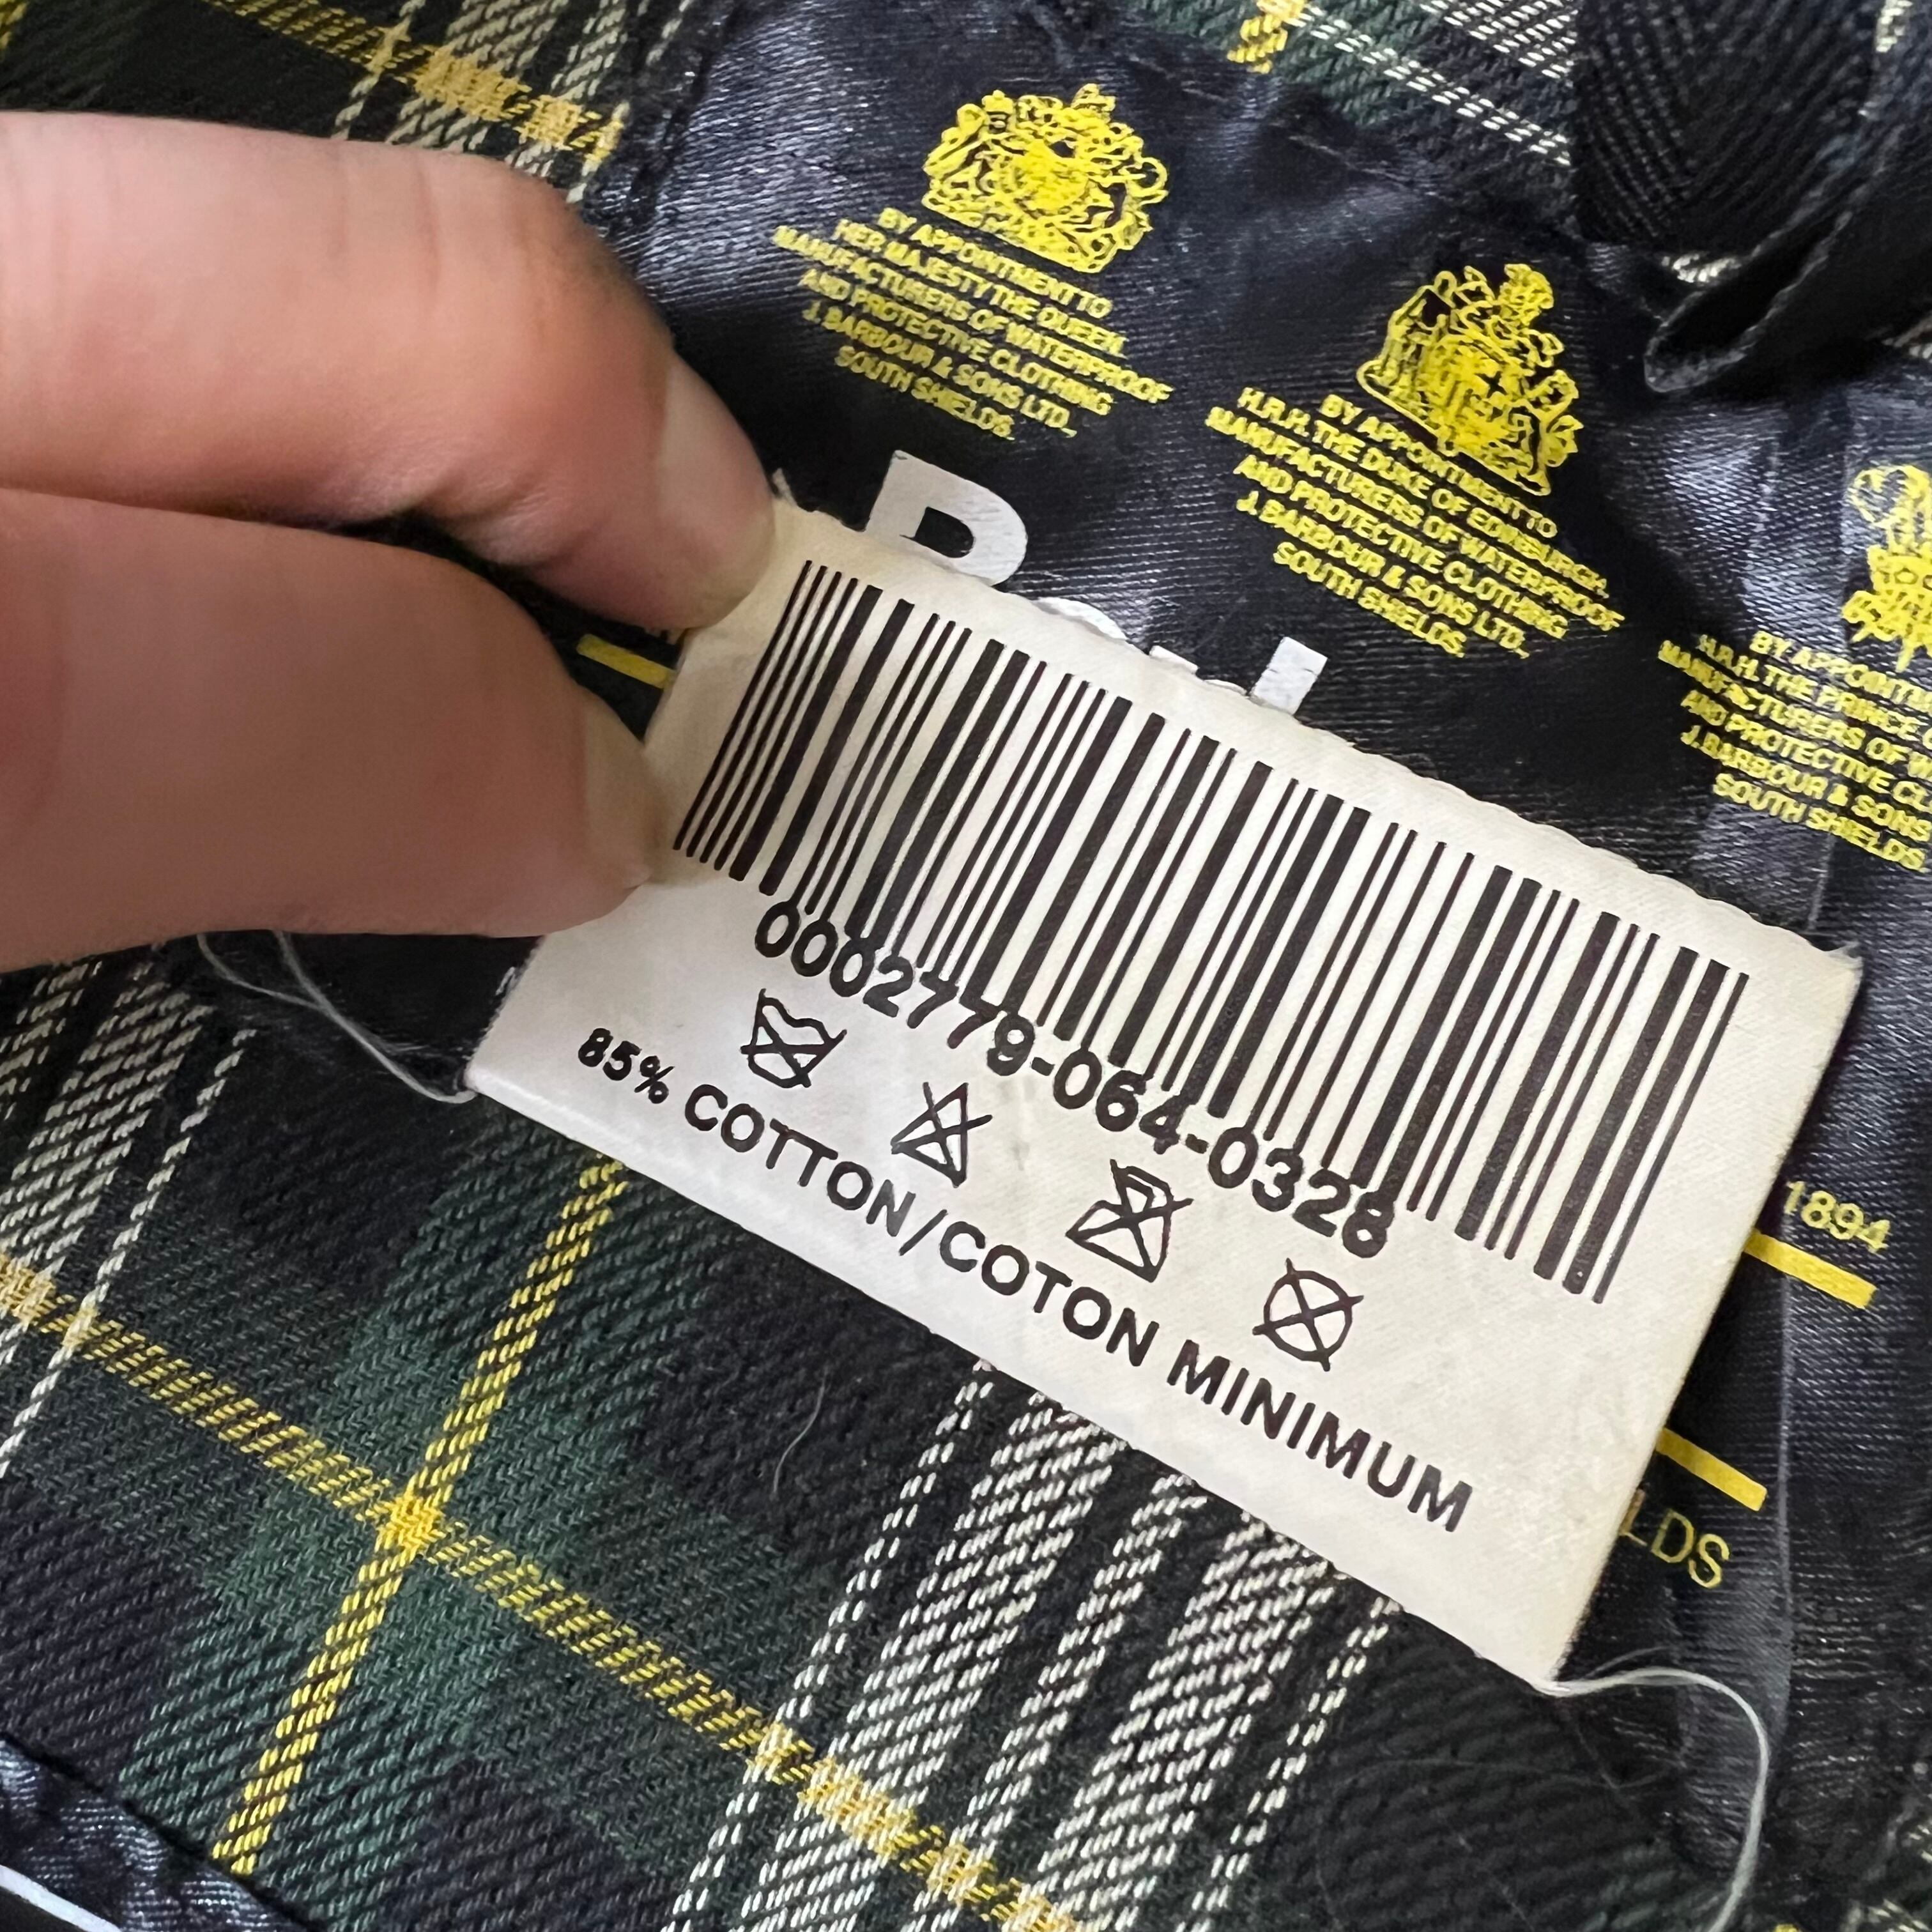 BY APPOINTMENT TO
HER MAJESTY THE QUEEN
MANUFACTURERS OF WATERPROOF
AND PROTECTIVE CLOTHING
J. BARBOUR & SONS LTD.,
SOUTH SHIELDS.
BY APPOINTMENT TO
H.R.H. THE DUKE OF EDINBURGH.
MANUFACTURERS OF WATERPROOF
AND PROTECTIVE CLOTHING
J. BARBOUR & SONS LTD.,
SOUTH SHIELDS.
BY APPOINTM
H.R.H. THE PRINCE
MANUFACTURERS OF W
AND PROTECTIVE CL
J. BARBOUR & SONS
SOUTH SHIELDS.
1894
LDS
0002779-064-0328
85% COTTON/COTON MINIMUM